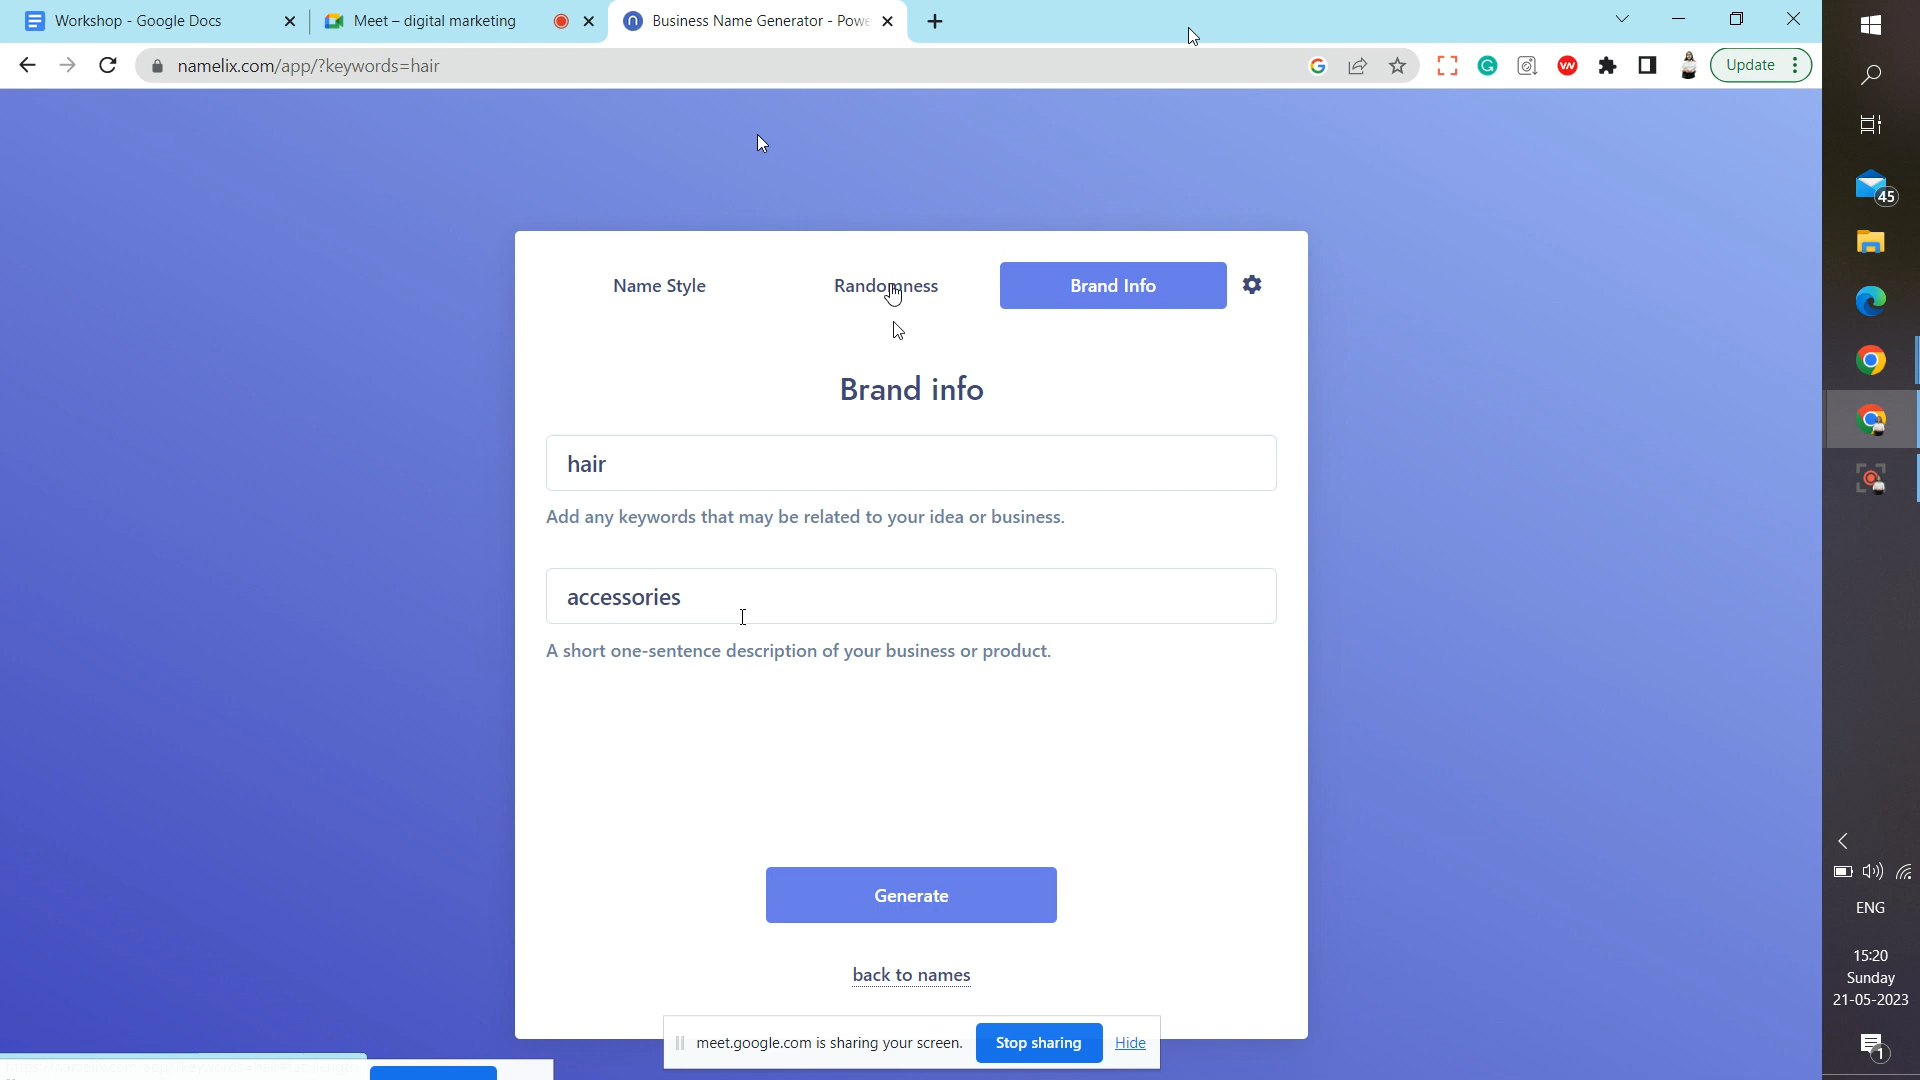 Workshop - Google Docs
Meet – digital marketing
Business Name Generator - Powe
namelix.com/app/?keywords=hair
Update
45
Name Style
Randomness
Brand Info
Brand info
hair
Add any keywords that may be related to your idea or business.
accessories
A short one-sentence description of your business or product.
Generate
back to names
meet.google.com is sharing your screen.
Stop sharing
Hide
ENG
15:20
Sunday
21-05-2023
1